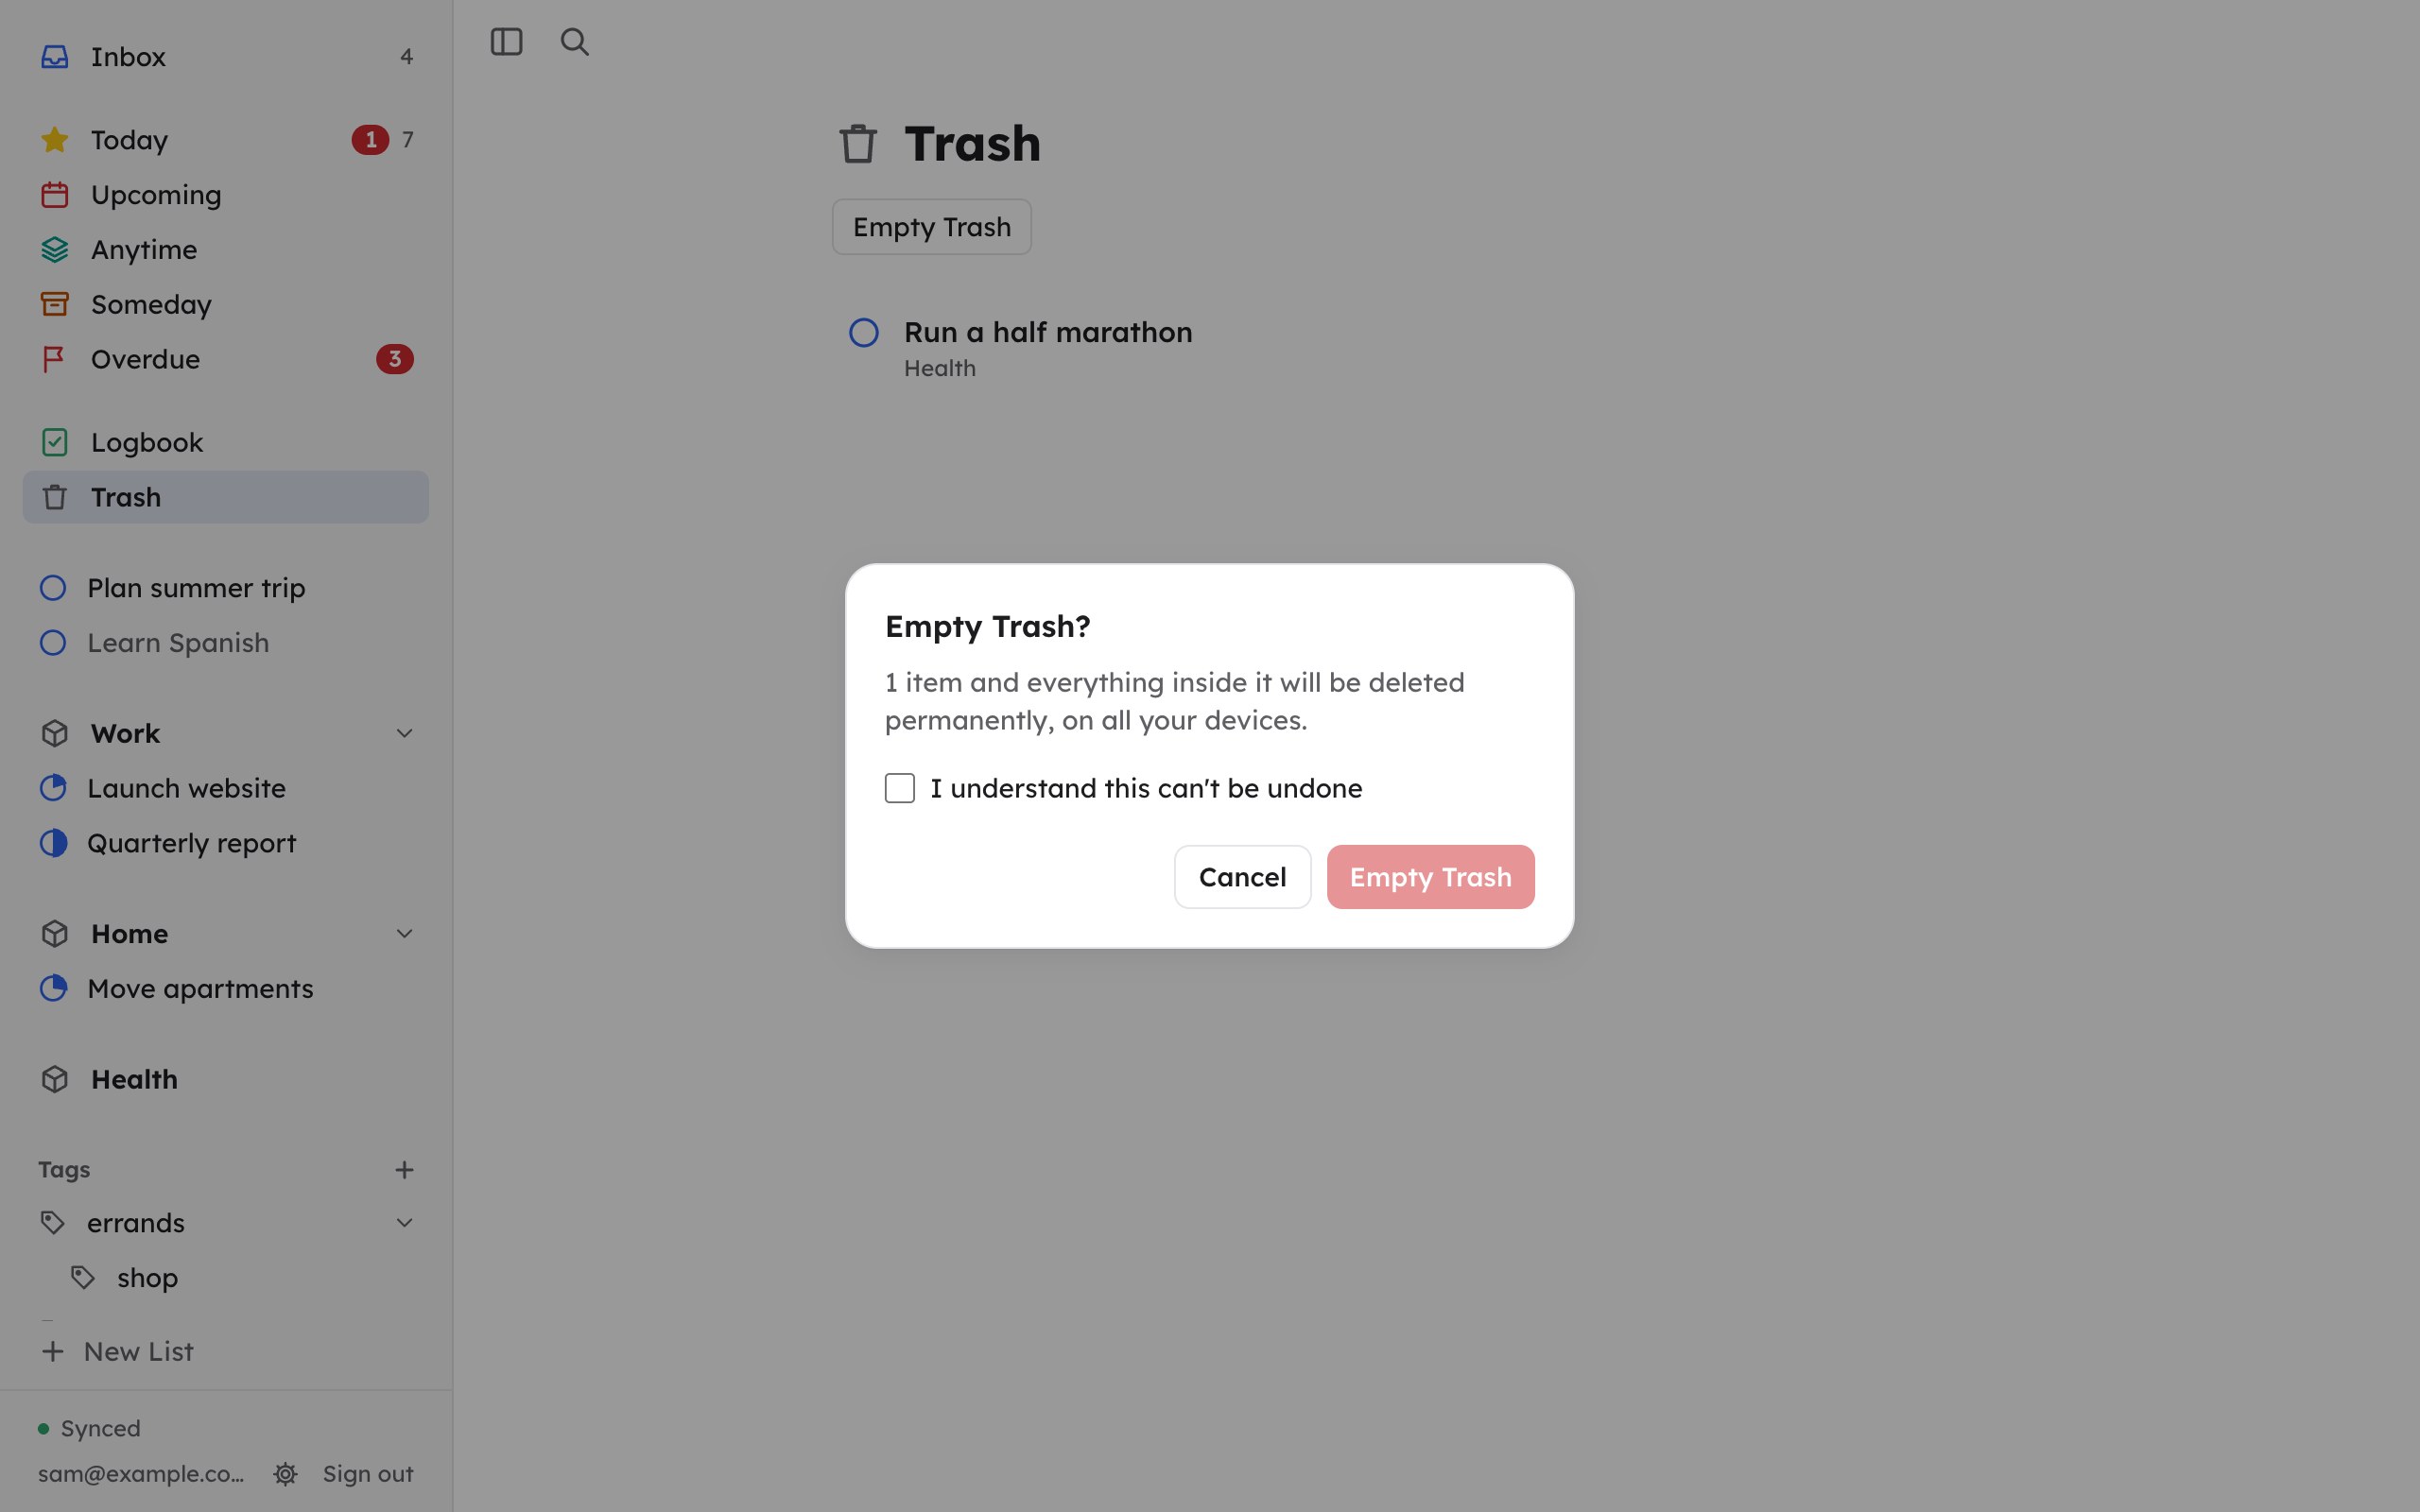 Inbox 4
Today 1 7
Upcoming
Anytime
Someday
Overdue 3
Logbook
Trash
Plan summer trip
Learn Spanish
Work
Launch website
Quarterly report
Home
Move apartments
Health
Tags
errands
shop
New List
Synced
sam@example.co... Sign out
Trash
Empty Trash
Run a half marathon
Health
Empty Trash?
1 item and everything inside it will be deleted
permanently, on all your devices.
I understand this can't be undone
Cancel Empty Trash